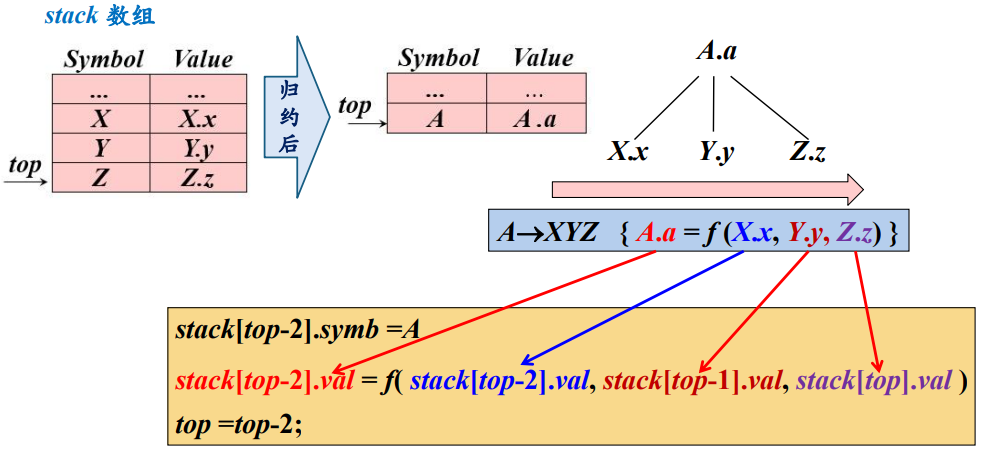 stack 数组
Symbol Value
... ...
X X.x
Y Y.y
top
Z Z.z
归约后
Symbol Value
... ...
top
A A.a
A.a
X.x Y.y Z.z
A→XYZ { A.a = f (X.x, Y.y, Z.z) }
stack[top-2].symb =A
stack[top-2].val = f( stack[top-2].val, stack[top-1].val, stack[top].val )
top =top-2;